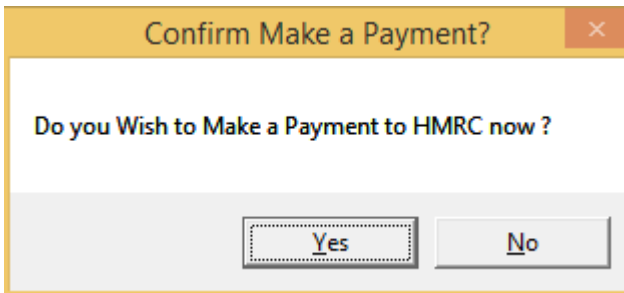 Confirm Make a Payment?
Do you Wish to Make a Payment to HMRC now ?
Yes No